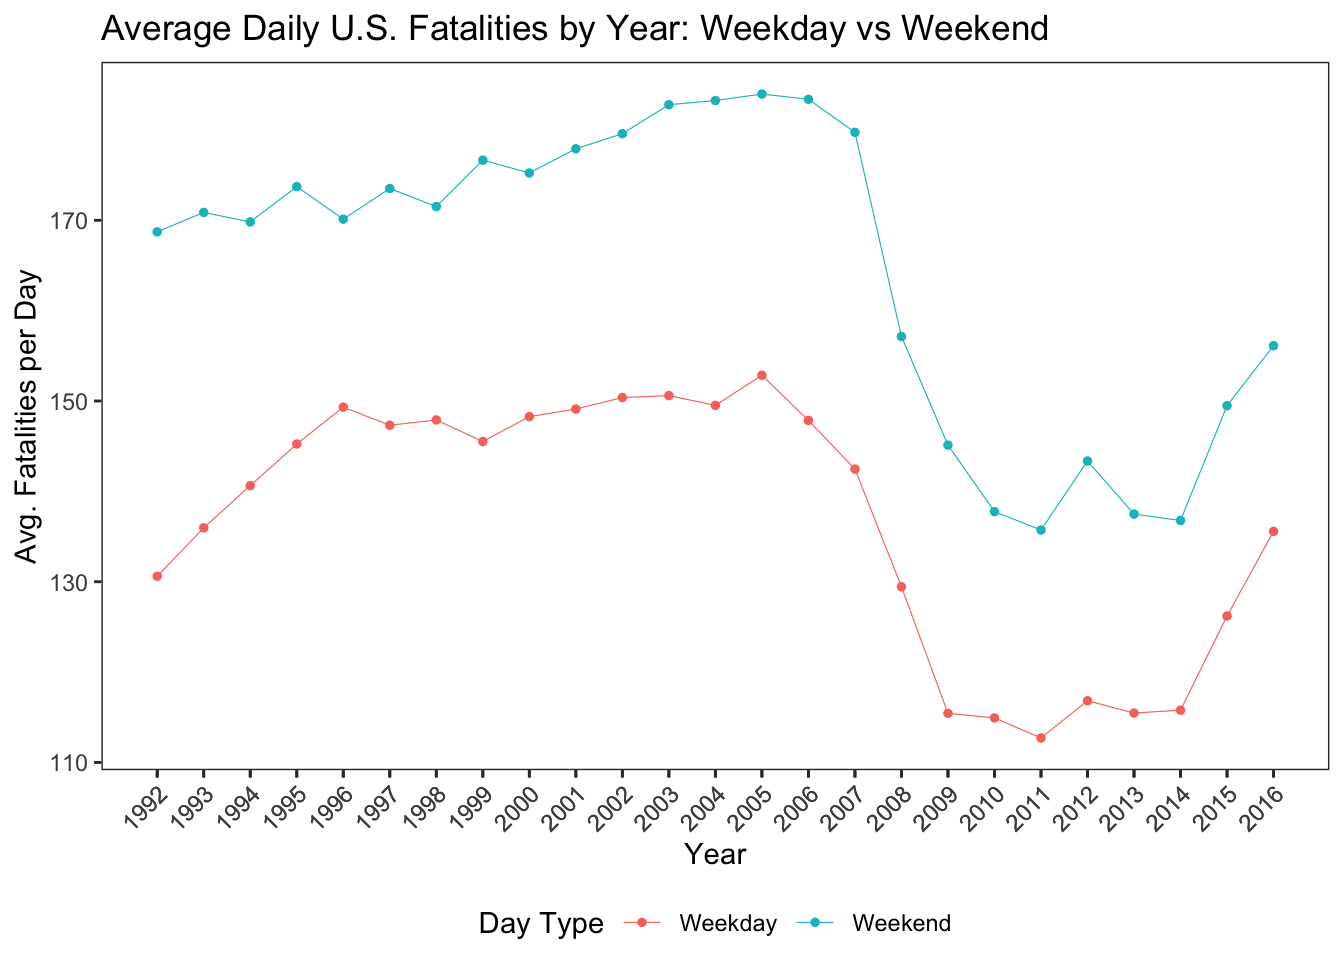 Average Daily U.S. Fatalities by Year: Weekday vs Weekend
Avg. Fatalities per Day
170
150
130
110
1992 1993 1994 1995 1996 1997 1998 1999 2000 2001 2002 2003 2004 2005 2006 2007 2008 2009 2010 2011 2012 2013 2014 2015 2016
Year
Day Type Weekday Weekend